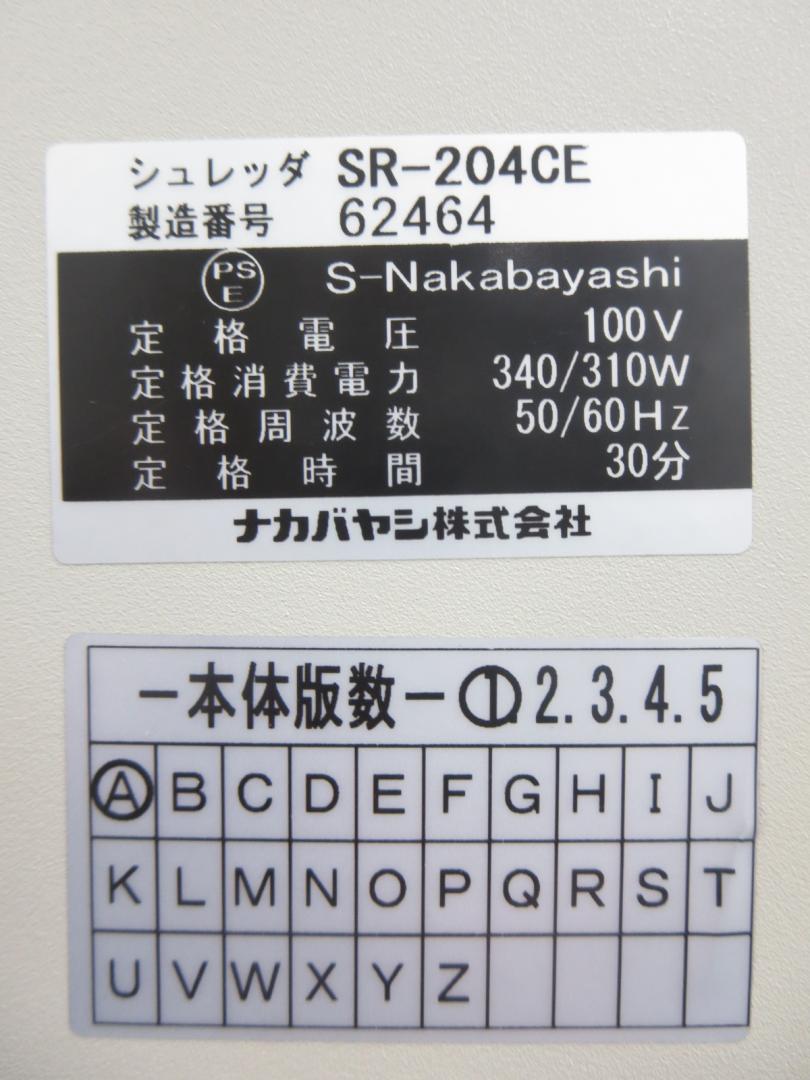 シュレッダ SR-204CE
製造番号 62464
PS
E
S-Nakabayashi
定格電圧 100V
定格消費電力 340/310W
定格周波数 50/60Hz
定格時間 30分
ナカバヤシ株式会社
-本体版数-1.2.3.4.5
A B C D E F G H I J
K L M N O P Q R S T
U V W X Y Z